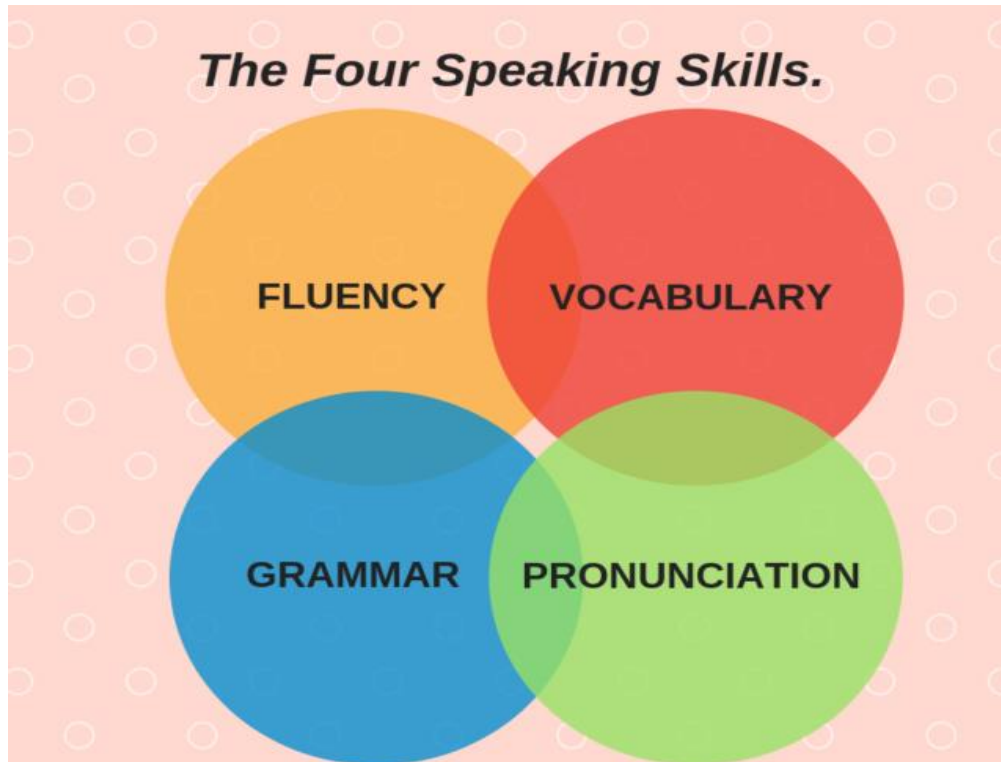 The Four Speaking Skills.
FLUENCY VOCABULARY
GRAMMAR PRONUNCIATION